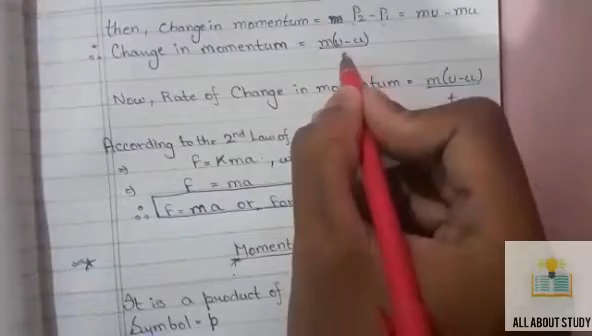 then, Change in momentum = P2 - P1 = mv - mu
∴ Change in momentum = m(v-u)
Now, Rate of Change in momentum = m(v-u)
t
According to the 2nd Law of
⇒ f = Kma,
⇒ f = ma
∴ f = ma or
Moment
It is a product of
Symbol = p
ALL ABOUT STUDY